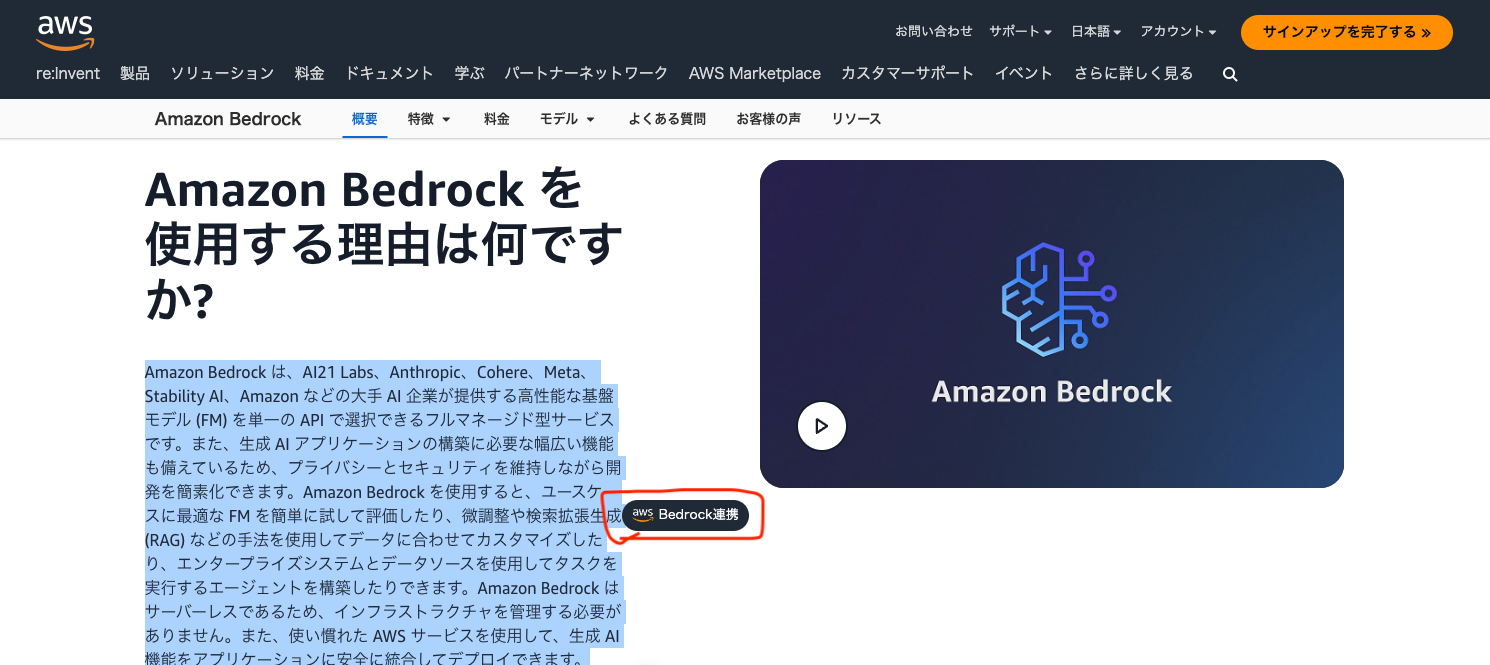 aws
お問い合わせ サポート 日本語 アカウント サインアップを完了する »
re:Invent 製品 ソリューション 料金 ドキュメント 学ぶ パートナーネットワーク AWS Marketplace カスタマーサポート イベント さらに詳しく見る
Amazon Bedrock 概要 特徴 料金 モデル よくある質問 お客様の声 リソース
Amazon Bedrock を
使用する理由は何です
か?
Amazon Bedrock は、AI21 Labs、Anthropic、Cohere、Meta、
Stability AI、Amazon などの大手 AI 企業が提供する高性能な基盤
モデル (FM) を単一の API で選択できるフルマネージド型サービス
です。また、生成 AI アプリケーションの構築に必要な幅広い機能
も備えているため、プライバシーとセキュリティを維持しながら開
発を簡素化できます。Amazon Bedrock を使用すると、ユースケー
スに最適な FM を簡単に試して評価したり、微調整や検索拡張生成
(RAG) などの手法を使用してデータに合わせてカスタマイズした
り、エンタープライズシステムとデータソースを使用してタスクを
実行するエージェントを構築したりできます。Amazon Bedrock は
サーバーレスであるため、インフラストラクチャを管理する必要が
ありません。また、使い慣れた AWS サービスを使用して、生成 AI
機能をアプリケーションに安全に統合してデプロイできます。
aws Bedrock連携
Amazon Bedrock